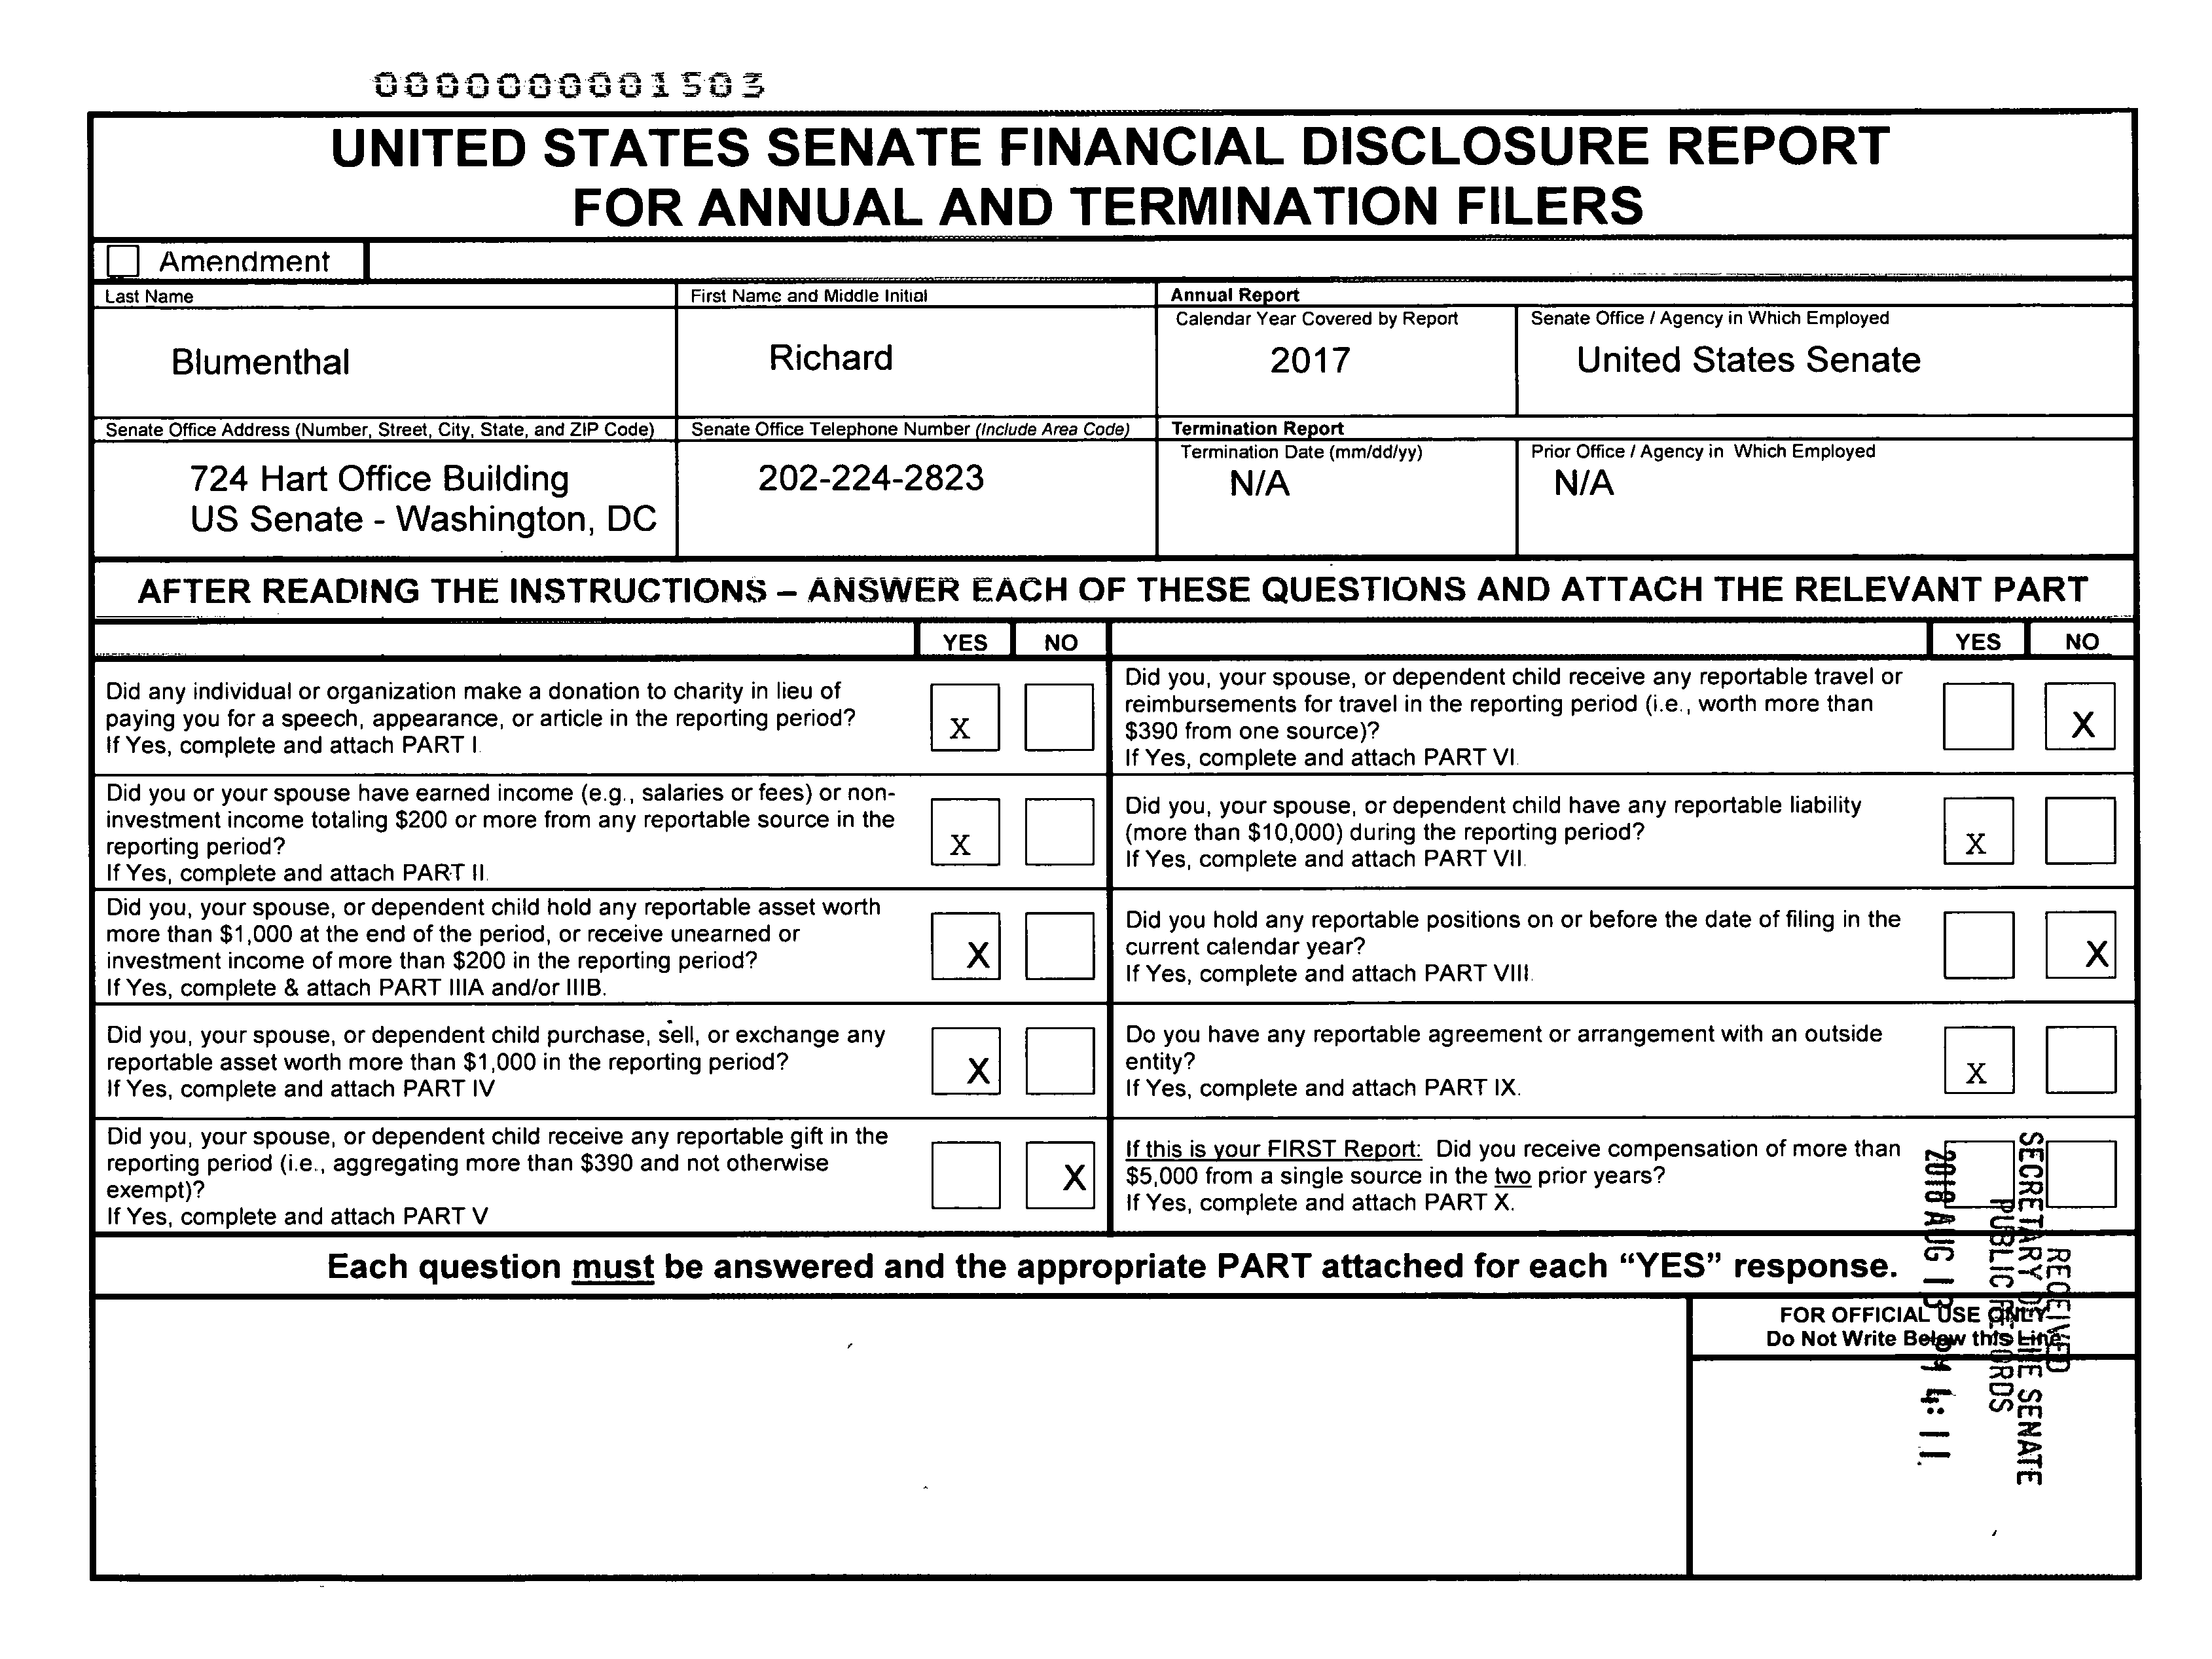 0000000001503
UNITED STATES SENATE FINANCIAL DISCLOSURE REPORT
FOR ANNUAL AND TERMINATION FILERS
Amendment
Last Name
First Name and Middle Initial
Annual Report
Calendar Year Covered by Report
Senate Office / Agency in Which Employed
Blumenthal
Richard
2017
United States Senate
Senate Office Address (Number, Street, City, State, and ZIP Code)
Senate Office Telephone Number (Include Area Code)
Termination Report
Termination Date (mm/dd/yy)
Prior Office / Agency in Which Employed
724 Hart Office Building
US Senate - Washington, DC
202-224-2823
N/A
N/A
AFTER READING THE INSTRUCTIONS – ANSWER EACH OF THESE QUESTIONS AND ATTACH THE RELEVANT PART
YES NO
Did any individual or organization make a donation to charity in lieu of
paying you for a speech, appearance, or article in the reporting period?
If Yes, complete and attach PART I.
X
Did you or your spouse have earned income (e.g., salaries or fees) or non-
investment income totaling $200 or more from any reportable source in the
reporting period?
If Yes, complete and attach PART II.
X
Did you, your spouse, or dependent child hold any reportable asset worth
more than $1,000 at the end of the period, or receive unearned or
investment income of more than $200 in the reporting period?
If Yes, complete & attach PART IIIA and/or IIIB.
X
Did you, your spouse, or dependent child purchase, sell, or exchange any
reportable asset worth more than $1,000 in the reporting period?
If Yes, complete and attach PART IV
X
Did you, your spouse, or dependent child receive any reportable gift in the
reporting period (i.e., aggregating more than $390 and not otherwise
exempt)?
If Yes, complete and attach PART V
X
YES NO
Did you, your spouse, or dependent child receive any reportable travel or
reimbursements for travel in the reporting period (i.e., worth more than
$390 from one source)?
If Yes, complete and attach PART VI.
X
Did you, your spouse, or dependent child have any reportable liability
(more than $10,000) during the reporting period?
If Yes, complete and attach PART VII.
X
Did you hold any reportable positions on or before the date of filing in the
current calendar year?
If Yes, complete and attach PART VIII.
X
Do you have any reportable agreement or arrangement with an outside
entity?
If Yes, complete and attach PART IX.
X
If this is your FIRST Report: Did you receive compensation of more than
$5,000 from a single source in the two prior years?
If Yes, complete and attach PART X.
Each question must be answered and the appropriate PART attached for each “YES” response.
FOR OFFICIAL USE ONLY
Do Not Write Below this Line
RECEIVED
SECRETARY OF THE SENATE
PUBLIC RECORDS
2018 AUG 13 PM 4: 11